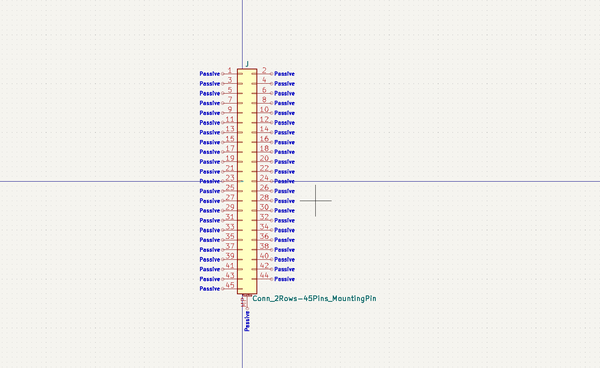 J
Passive 1 2 Passive
Passive 3 4 Passive
Passive 5 6 Passive
Passive 7 8 Passive
Passive 9 10 Passive
Passive 11 12 Passive
Passive 13 14 Passive
Passive 15 16 Passive
Passive 17 18 Passive
Passive 19 20 Passive
Passive 21 22 Passive
Passive 23 24 Passive
Passive 25 26 Passive
Passive 27 28 Passive
Passive 29 30 Passive
Passive 31 32 Passive
Passive 33 34 Passive
Passive 35 36 Passive
Passive 37 38 Passive
Passive 39 40 Passive
Passive 41 42 Passive
Passive 43 44 Passive
Passive 45
Conn_2Rows-45Pins_MountingPin
Passive